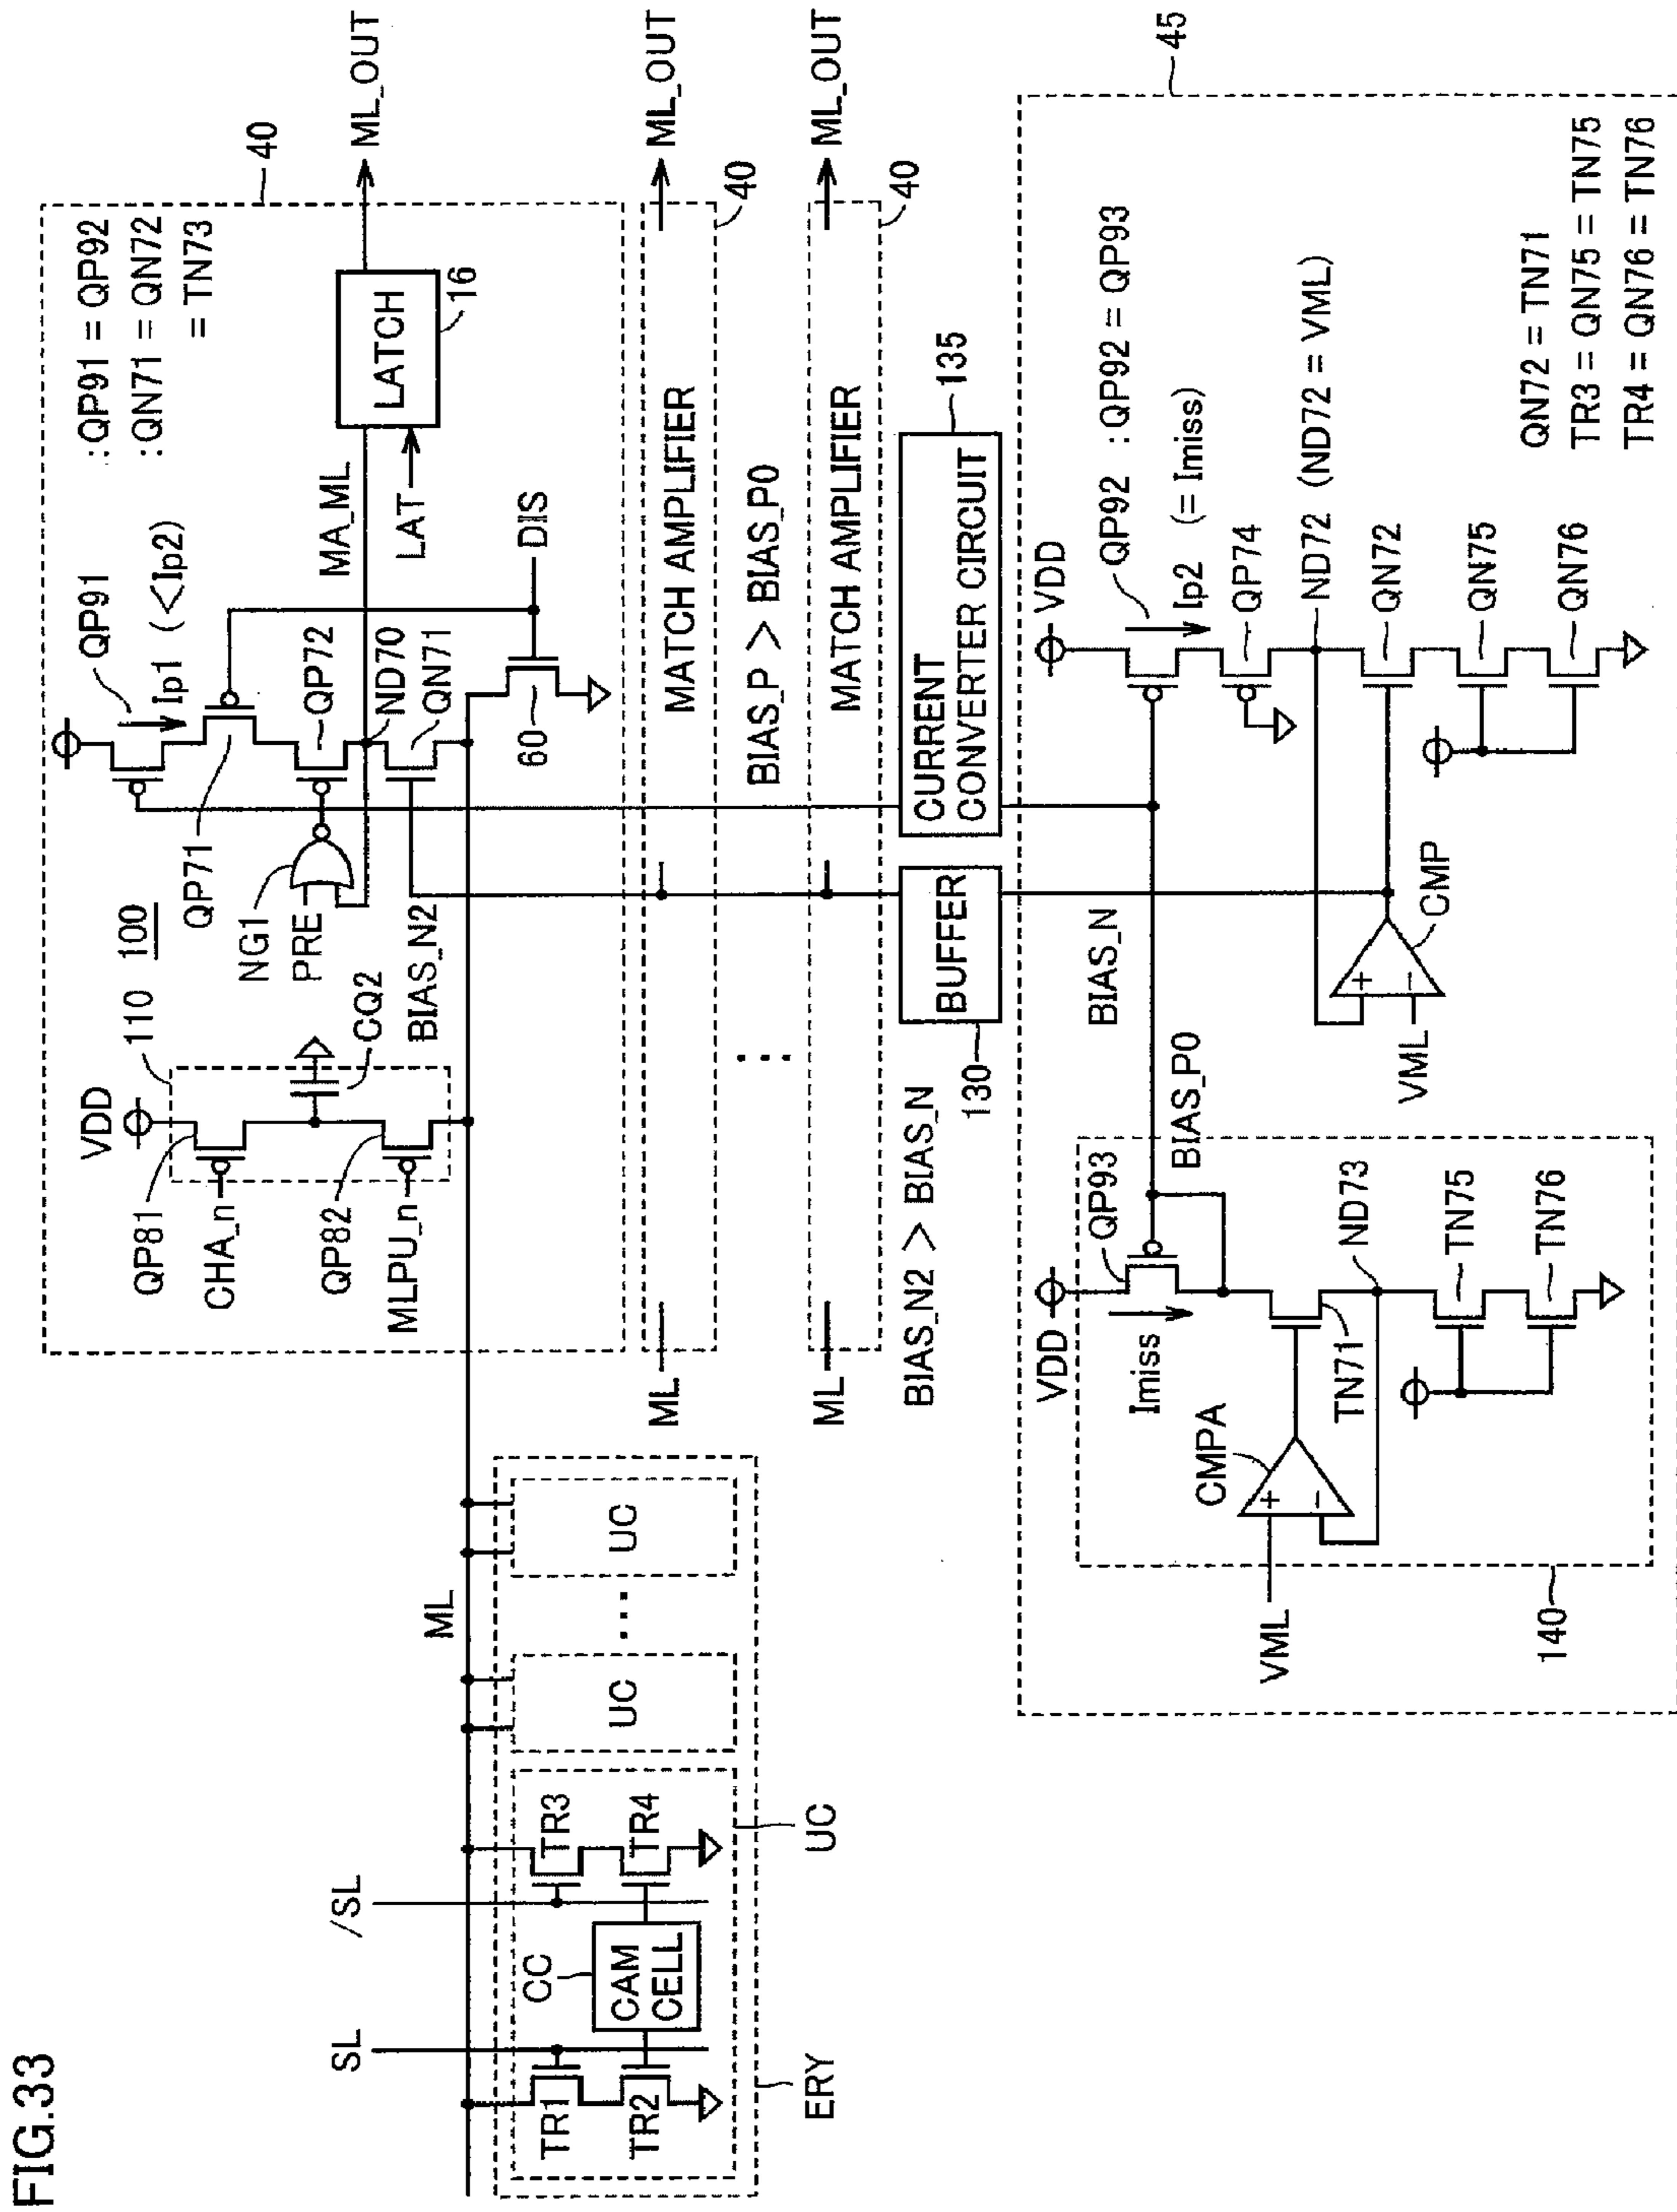 FIG.33
VDD
110
100
QP81
CHA_n
QP82
MLPU_n
CQ2
NG1
PRE
BIAS_N2
QP71
QP91
Ip1 (<Ip2)
QP72
ND70
QN71
60
DIS
MA_ML
LAT
LATCH
16
:QP91 = QP92
:QN71 = QN72
= TN73
40
ML_OUT
ML
SL
/SL
TR1
TR2
CC
CAM
CELL
TR3
TR4
UC
UC
UC
ERY
ML
MATCH AMPLIFIER
40
ML_OUT
ML
MATCH AMPLIFIER
40
ML_OUT
BIAS_P > BIAS_P0
BIAS_N2 > BIAS_N
130
BUFFER
CURRENT
CONVERTER CIRCUIT
135
BIAS_N
45
VDD
QP93
BIAS_P0
Imiss
CMPA
+
-
VML
TN71
ND73
TN75
TN76
140
VDD
QP92 :QP92 = QP93
Ip2 (= Imiss)
QP74
ND72 (ND72 = VML)
QN72
QN75
QN76
+
-
CMP
VML
QN72 = TN71
TR3 = QN75 = TN75
TR4 = QN76 = TN76